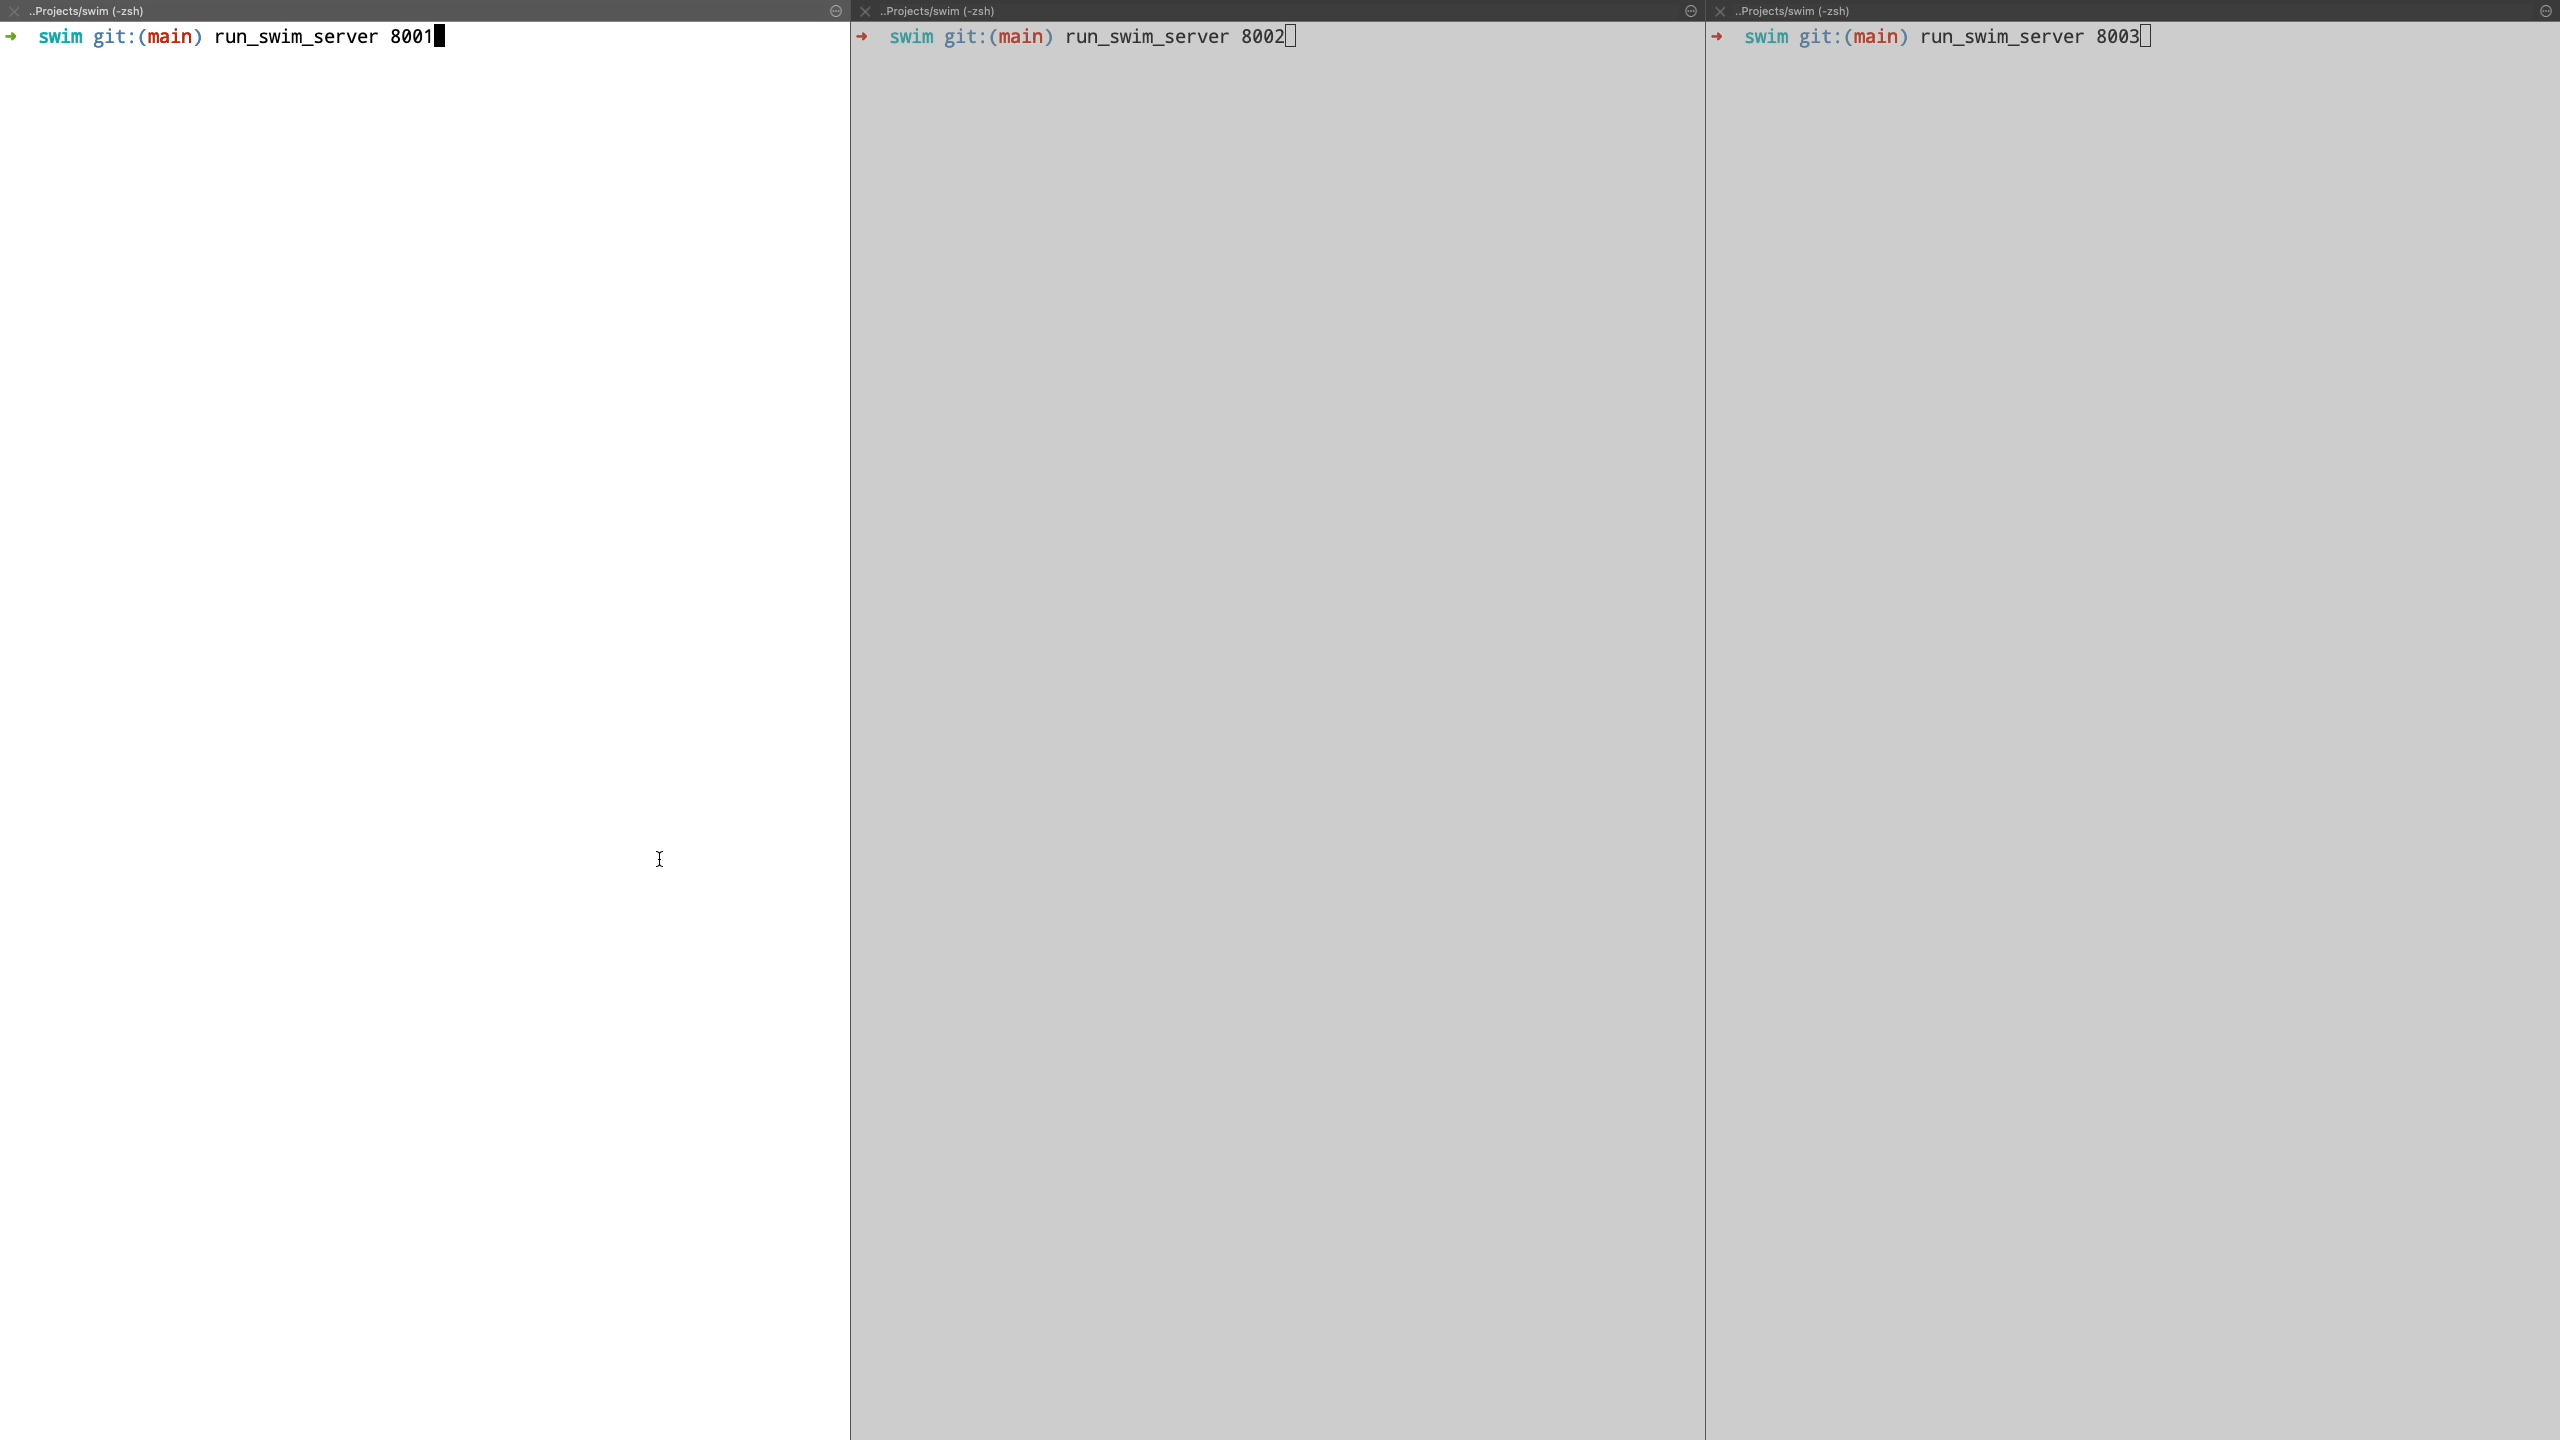 ..Projects/swim (-zsh)
➜ swim git:(main) run_swim_server 8001
..Projects/swim (-zsh)
➜ swim git:(main) run_swim_server 8002
..Projects/swim (-zsh)
➜ swim git:(main) run_swim_server 8003